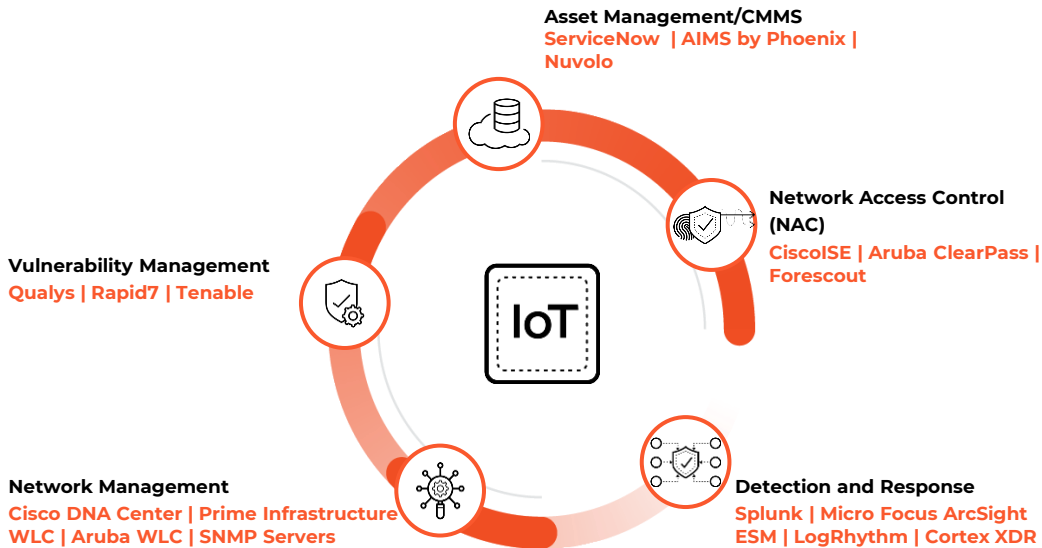 Asset Management/CMMS
ServiceNow | AIMS by Phoenix |
Nuvolo
Network Access Control
(NAC)
CiscoISE | Aruba ClearPass |
Forescout
Vulnerability Management
Qualys | Rapid7 | Tenable
IoT
Network Management
Cisco DNA Center | Prime Infrastructure
WLC | Aruba WLC | SNMP Servers
Detection and Response
Splunk | Micro Focus ArcSight
ESM | LogRhythm | Cortex XDR